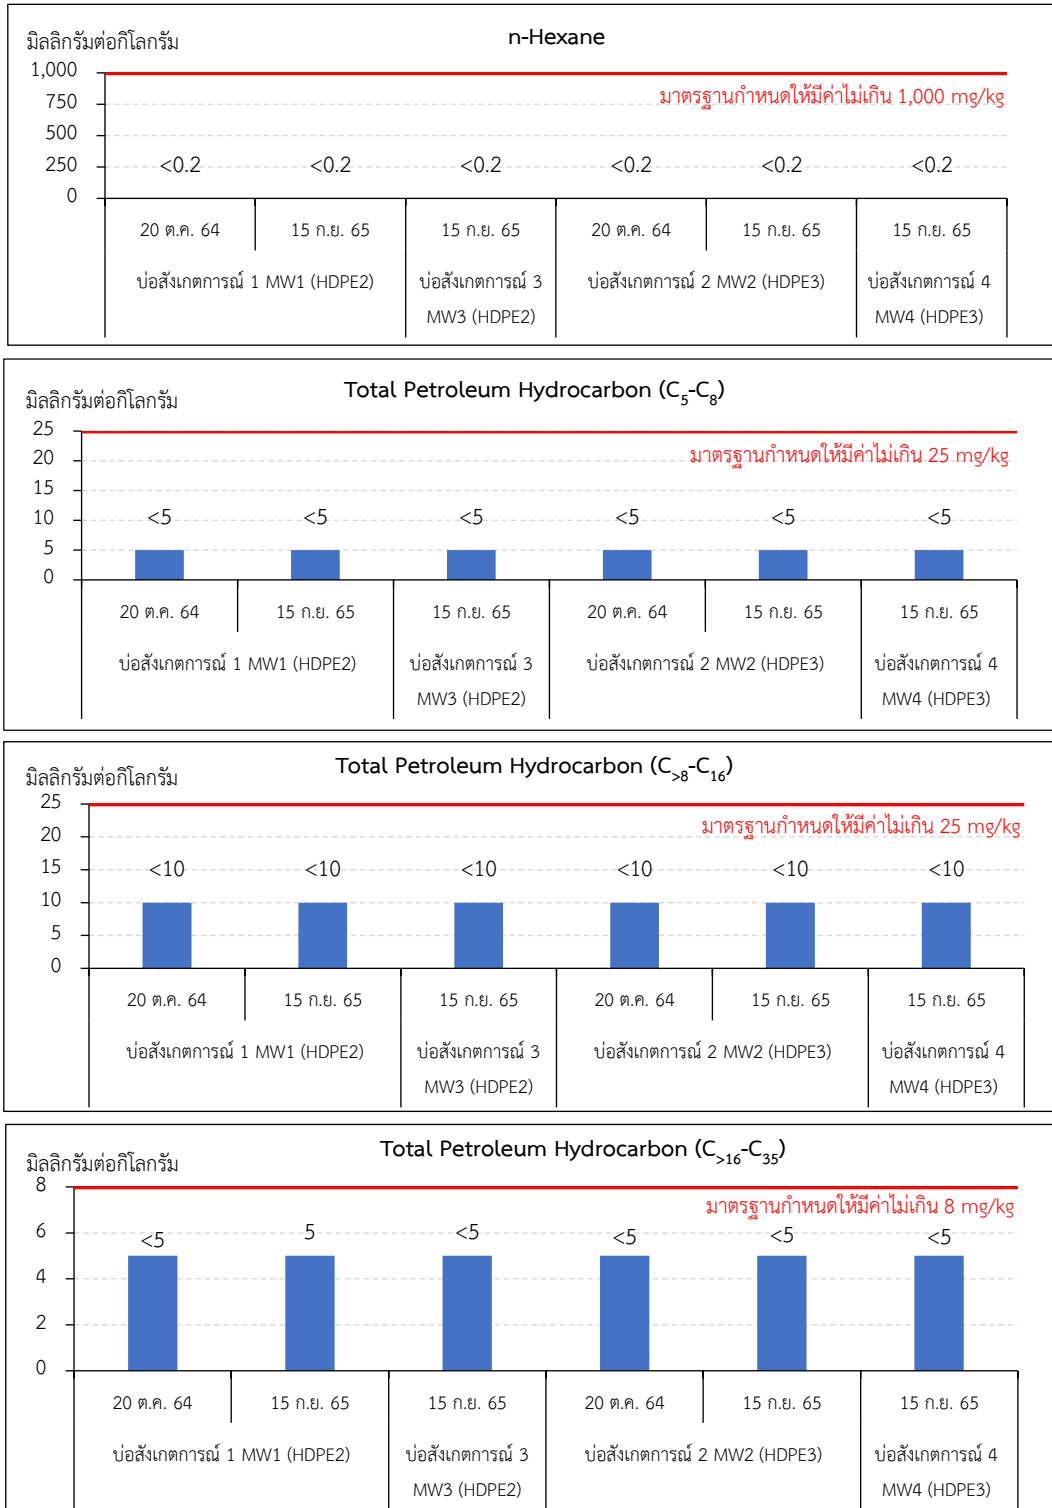 n-Hexane
มิลลิกรัมต่อกิโลกรัม
1,000
มาตรฐานกำหนดให้มีค่าไม่เกิน 1,000 mg/kg
750
500
250
<0.2 <0.2 <0.2 <0.2 <0.2 <0.2
0
20 ต.ค. 64 15 ก.ย. 65 15 ก.ย. 65 20 ต.ค. 64 15 ก.ย. 65 15 ก.ย. 65
บ่อสังเกตการณ์ 1 MW1 (HDPE2) บ่อสังเกตการณ์ 3 บ่อสังเกตการณ์ 2 MW2 (HDPE3) บ่อสังเกตการณ์ 4
MW3 (HDPE2) MW4 (HDPE3)
Total Petroleum Hydrocarbon (C5-C8)
มิลลิกรัมต่อกิโลกรัม
25
มาตรฐานกำหนดให้มีค่าไม่เกิน 25 mg/kg
20
15
10 <5 <5 <5 <5 <5 <5
5
0
20 ต.ค. 64 15 ก.ย. 65 15 ก.ย. 65 20 ต.ค. 64 15 ก.ย. 65 15 ก.ย. 65
บ่อสังเกตการณ์ 1 MW1 (HDPE2) บ่อสังเกตการณ์ 3 บ่อสังเกตการณ์ 2 MW2 (HDPE3) บ่อสังเกตการณ์ 4
MW3 (HDPE2) MW4 (HDPE3)
Total Petroleum Hydrocarbon (C>8-C16)
มิลลิกรัมต่อกิโลกรัม
25
มาตรฐานกำหนดให้มีค่าไม่เกิน 25 mg/kg
20
15 <10 <10 <10 <10 <10 <10
10
5
0
20 ต.ค. 64 15 ก.ย. 65 15 ก.ย. 65 20 ต.ค. 64 15 ก.ย. 65 15 ก.ย. 65
บ่อสังเกตการณ์ 1 MW1 (HDPE2) บ่อสังเกตการณ์ 3 บ่อสังเกตการณ์ 2 MW2 (HDPE3) บ่อสังเกตการณ์ 4
MW3 (HDPE2) MW4 (HDPE3)
Total Petroleum Hydrocarbon (C>16-C35)
มิลลิกรัมต่อกิโลกรัม
8
มาตรฐานกำหนดให้มีค่าไม่เกิน 8 mg/kg
6 <5 5 <5 <5 <5 <5
4
2
0
20 ต.ค. 64 15 ก.ย. 65 15 ก.ย. 65 20 ต.ค. 64 15 ก.ย. 65 15 ก.ย. 65
บ่อสังเกตการณ์ 1 MW1 (HDPE2) บ่อสังเกตการณ์ 3 บ่อสังเกตการณ์ 2 MW2 (HDPE3) บ่อสังเกตการณ์ 4
MW3 (HDPE2) MW4 (HDPE3)